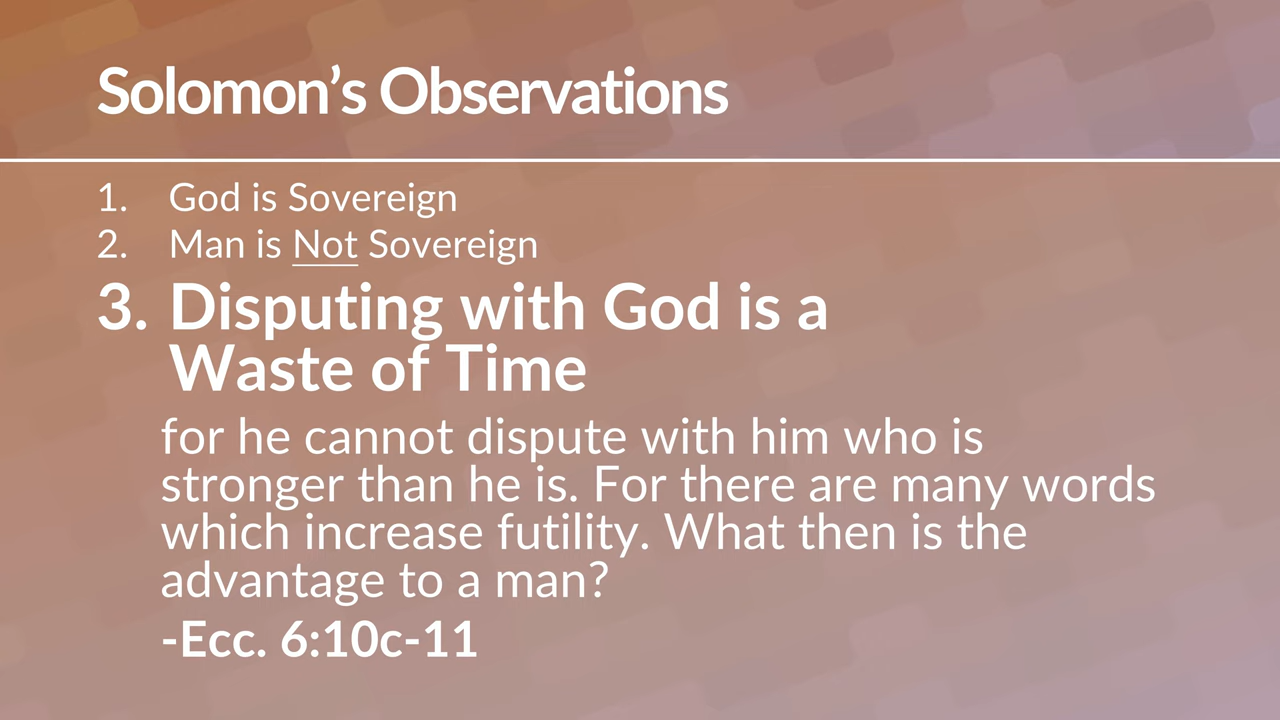 Solomon’s Observations
1. God is Sovereign
2. Man is Not Sovereign
3. Disputing with God is a
Waste of Time
for he cannot dispute with him who is
stronger than he is. For there are many words
which increase futility. What then is the
advantage to a man?
-Ecc. 6:10c-11